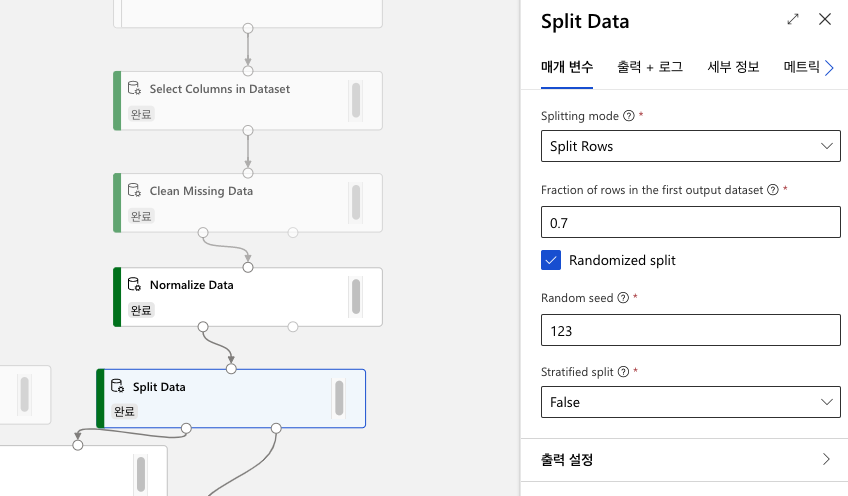 Select Columns in Dataset
완료
Clean Missing Data
완료
Normalize Data
완료
Split Data
완료
Split Data
매개 변수 출력 + 로그 세부 정보 메트릭
Splitting mode ? *
Split Rows
Fraction of rows in the first output dataset ? *
0.7
Randomized split
Random seed ? *
123
Stratified split ? *
False
출력 설정